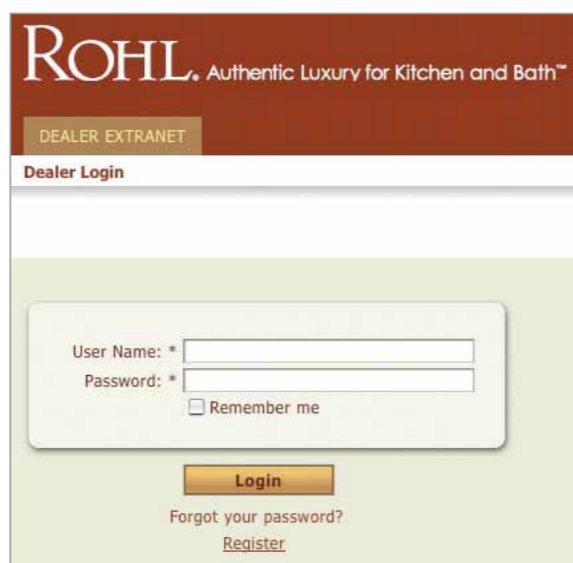 ROHL. Authentic Luxury for Kitchen and Bath™
DEALER EXTRANET
Dealer Login
User Name: *
Password: *
Remember me
Login
Forgot your password?
Register